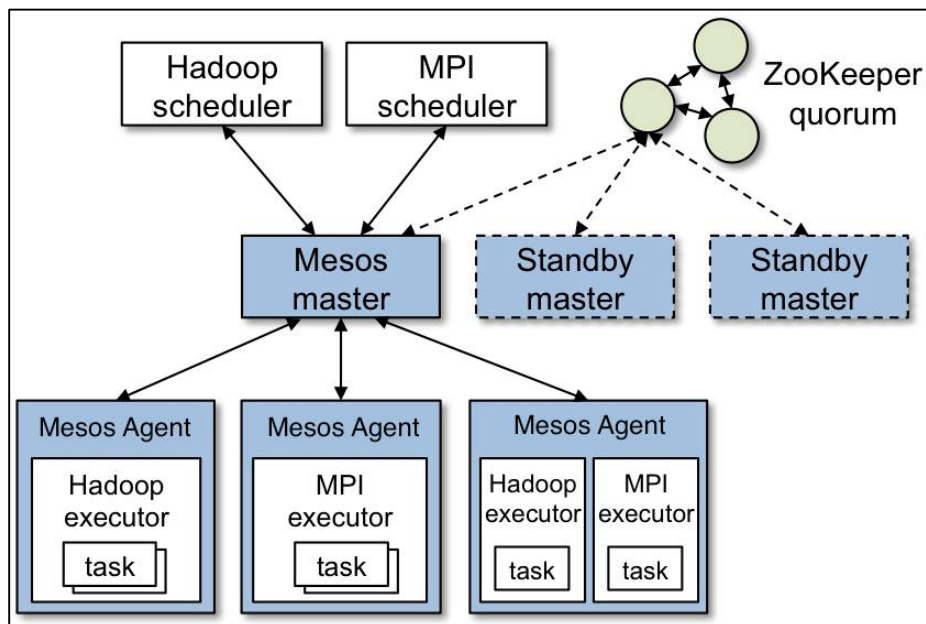 Hadoop
scheduler
MPI
scheduler
ZooKeeper
quorum
Mesos
master
Standby
master
Standby
master
Mesos Agent
Hadoop
executor
task
Mesos Agent
MPI
executor
task
Mesos Agent
Hadoop
executor
task
MPI
executor
task